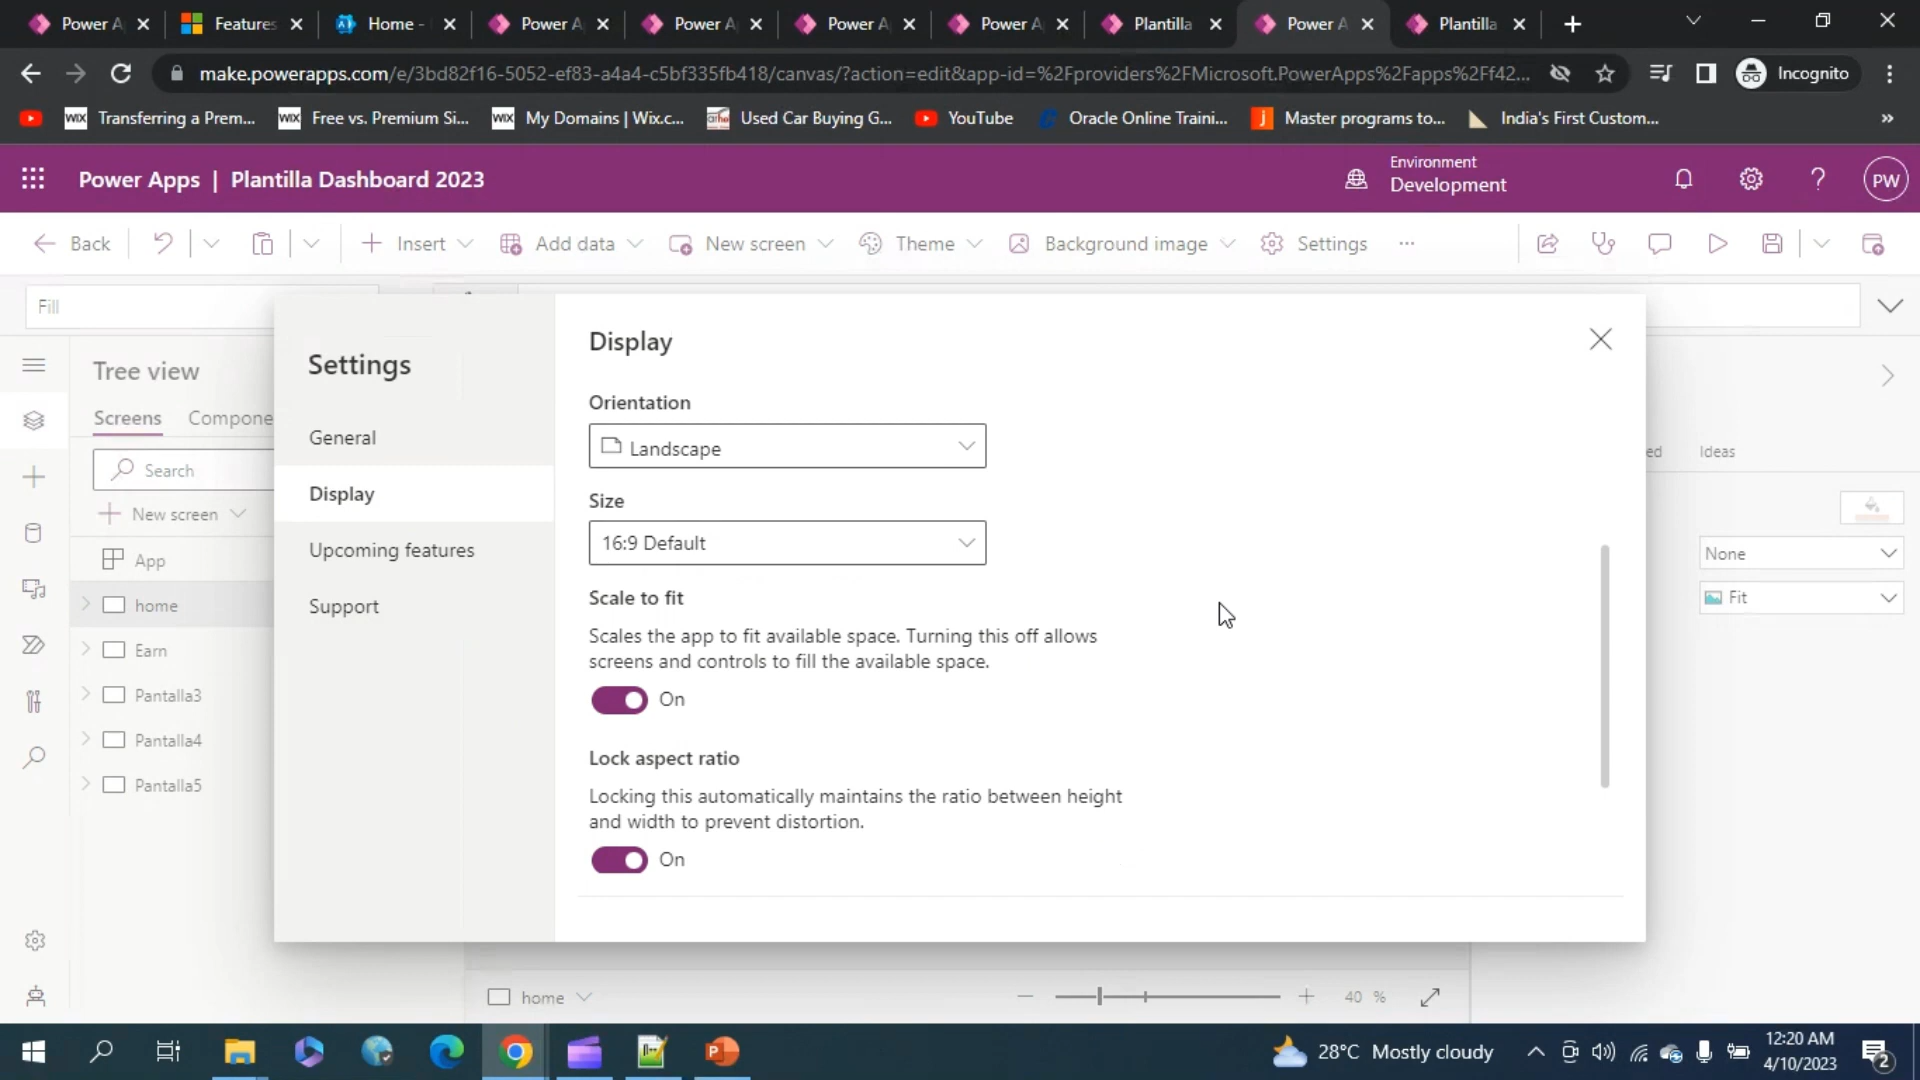 Power A
Features
Home -
Power A
Power A
Power A
Power A
Plantilla
Power A
Plantilla
make.powerapps.com/e/3bd82f16-5052-ef83-a4a4-c5bf335fb418/canvas/?action=edit&app-id=%2Fproviders%2FMicrosoft.PowerApps%2Fapps%2Ff42...
Incognito
Transferring a Prem...
Free vs. Premium Si...
My Domains | Wix.c...
Used Car Buying G...
YouTube
Oracle Online Traini...
Master programs to...
India's First Custom...
Power Apps | Plantilla Dashboard 2023
Environment
Development
PW
Back
Insert
Add data
New screen
Theme
Background image
Settings
Fill
Tree view
Screens Compone
Search
New screen
App
home
Earn
Pantalla3
Pantalla4
Pantalla5
Settings
General
Display
Upcoming features
Support
Display
Orientation
Landscape
Size
16:9 Default
Scale to fit
Scales the app to fit available space. Turning this off allows
screens and controls to fill the available space.
On
Lock aspect ratio
Locking this automatically maintains the ratio between height
and width to prevent distortion.
On
ed Ideas
None
Fit
home
40 %
28°C Mostly cloudy
12:20 AM
4/10/2023
2